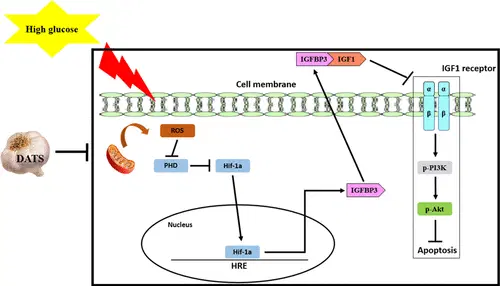 High glucose
IGFBP3
IGF1
IGF1 receptor
Cell membrane
α
α
β
β
ROS
DATS
PHD
Hif-1a
p-PI3K
IGFBP3
p-Akt
Nucleus
Hif-1a
HRE
Apoptosis